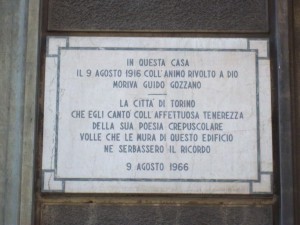 IN QUESTA CASA
IL 9 AGOSTO 1916 COLL'ANIMO RIVOLTO A DIO
MORIVA GUIDO GOZZANO
LA CITTA' DI TORINO
CHE EGLI CANTO COLL'AFFETTUOSA TENEREZZA
DELLA SUA POESIA CREPUSCOLARE
VOLLE CHE LE MURA DI QUESTO EDIFICIO
NE SERBASSERO IL RICORDO
9 AGOSTO 1966